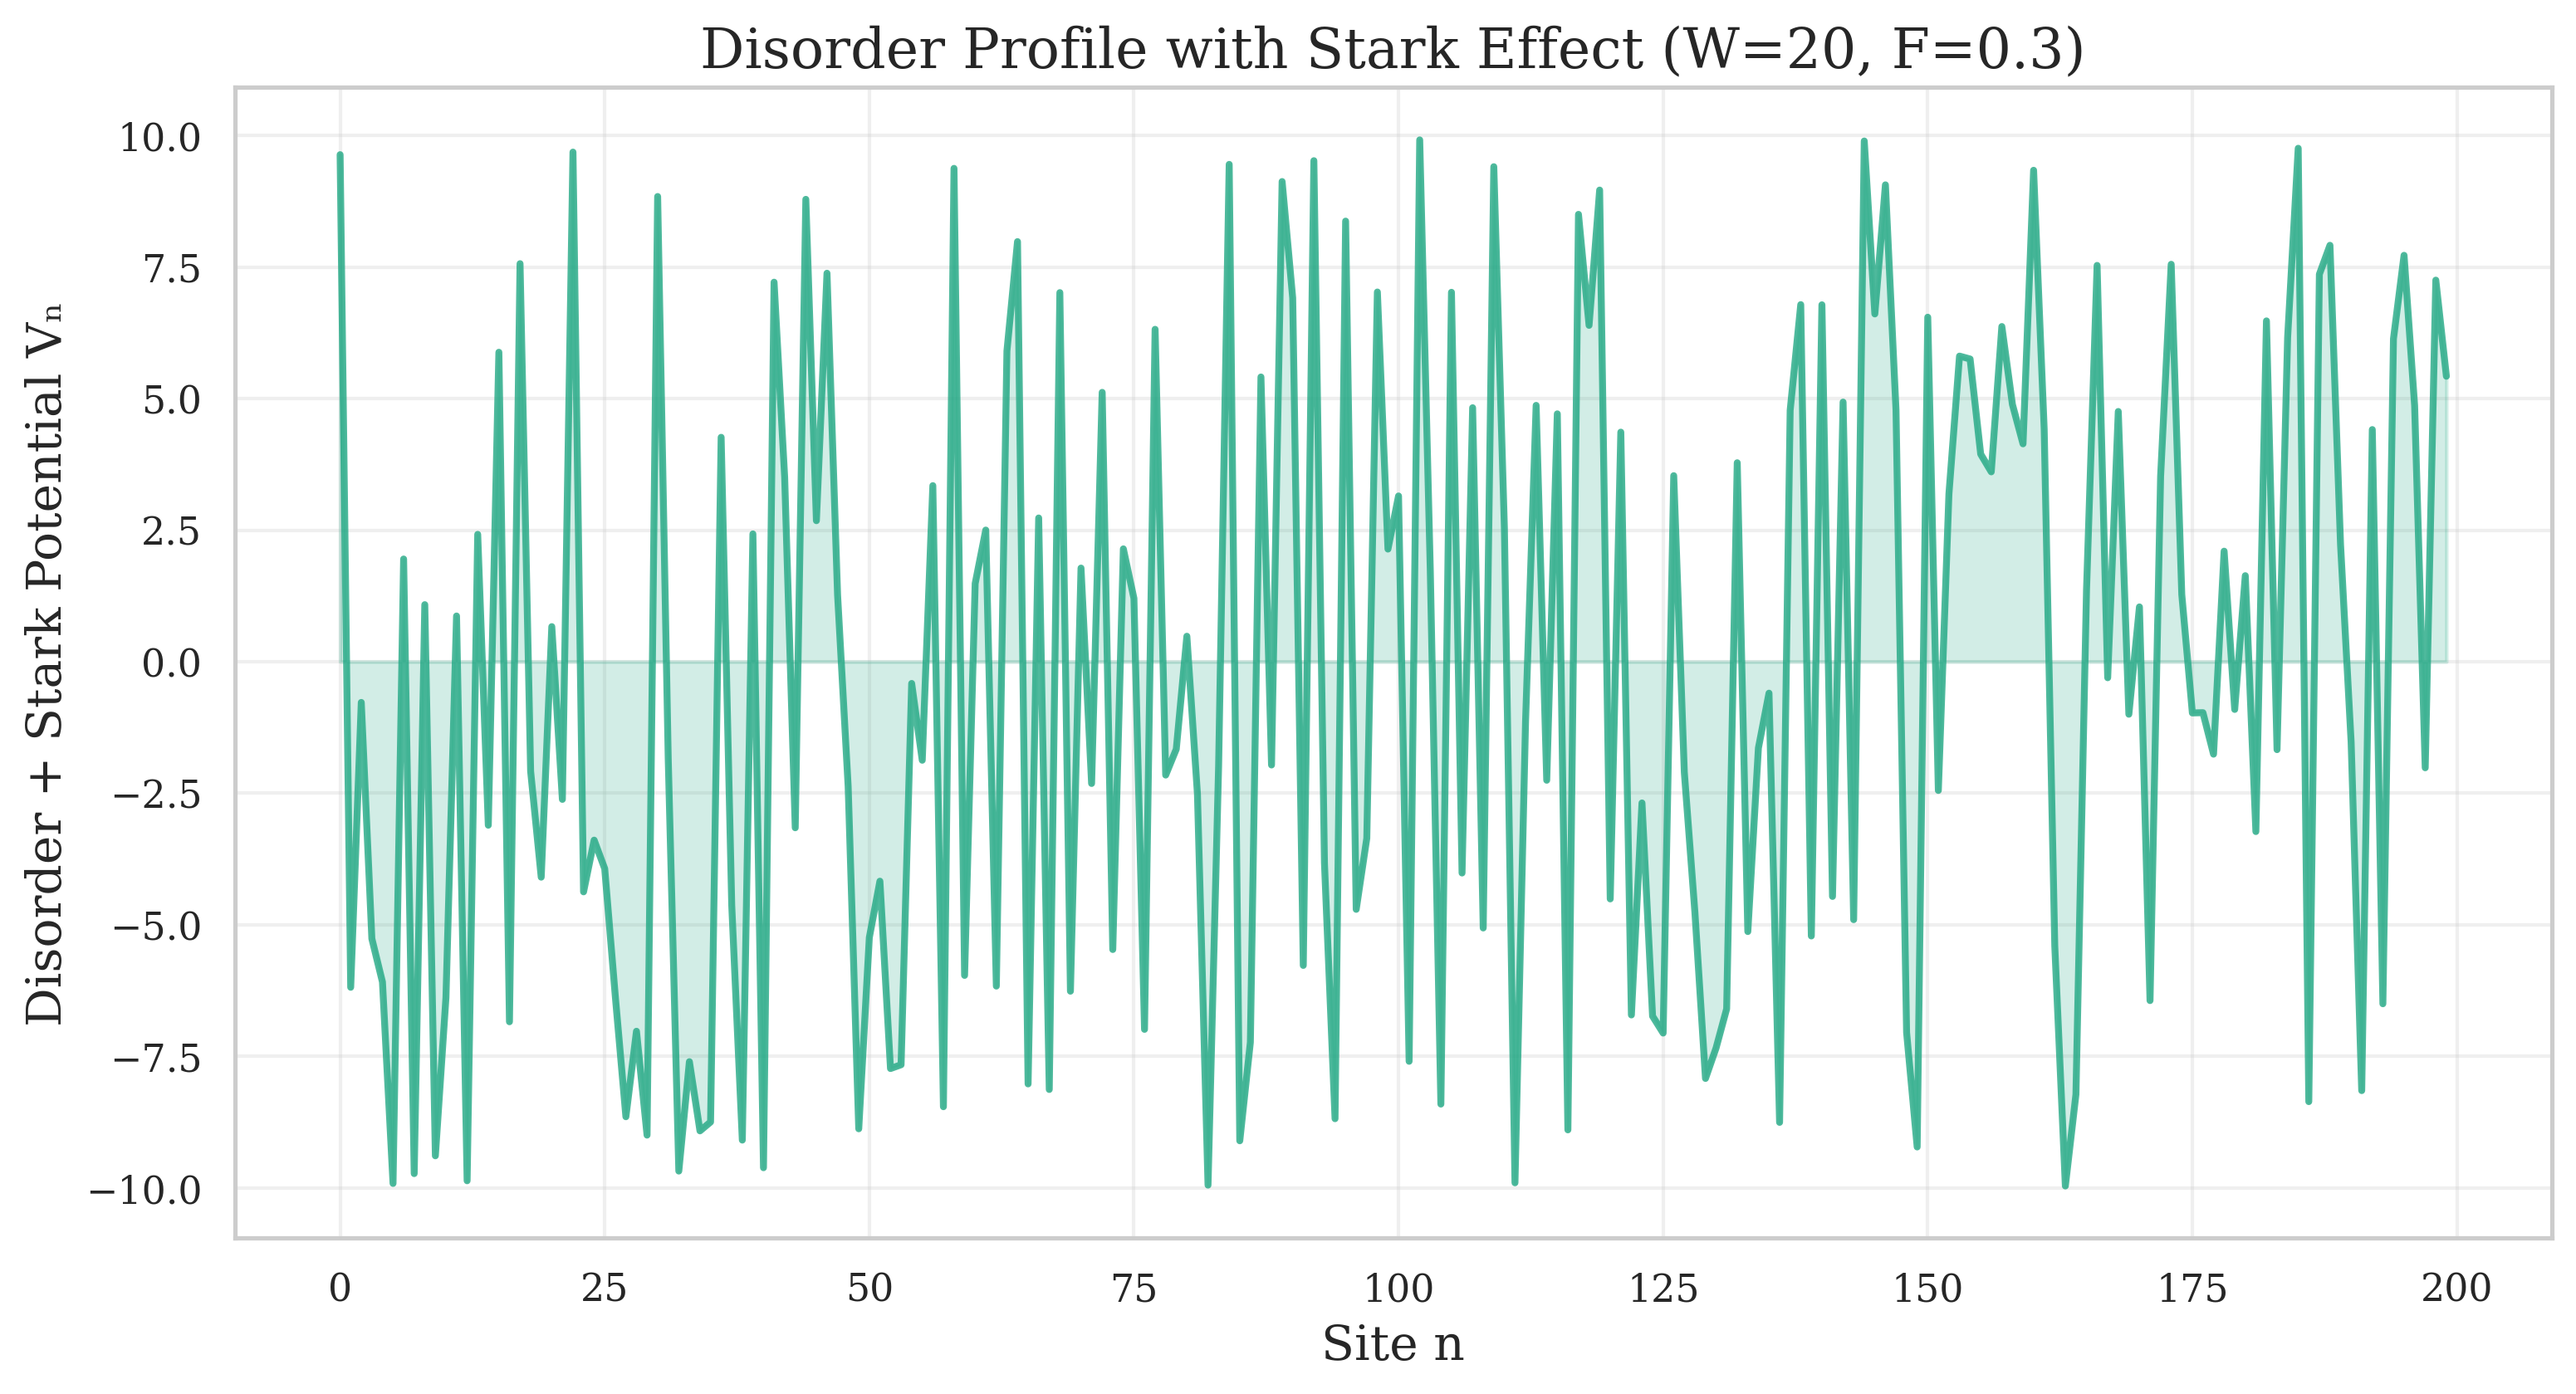 Disorder Profile with Stark Effect (W=20, F=0.3)
Disorder + Stark Potential Vₙ
10.0
7.5
5.0
2.5
0.0
−2.5
−5.0
−7.5
−10.0
0 25 50 75 100 125 150 175 200
Site n